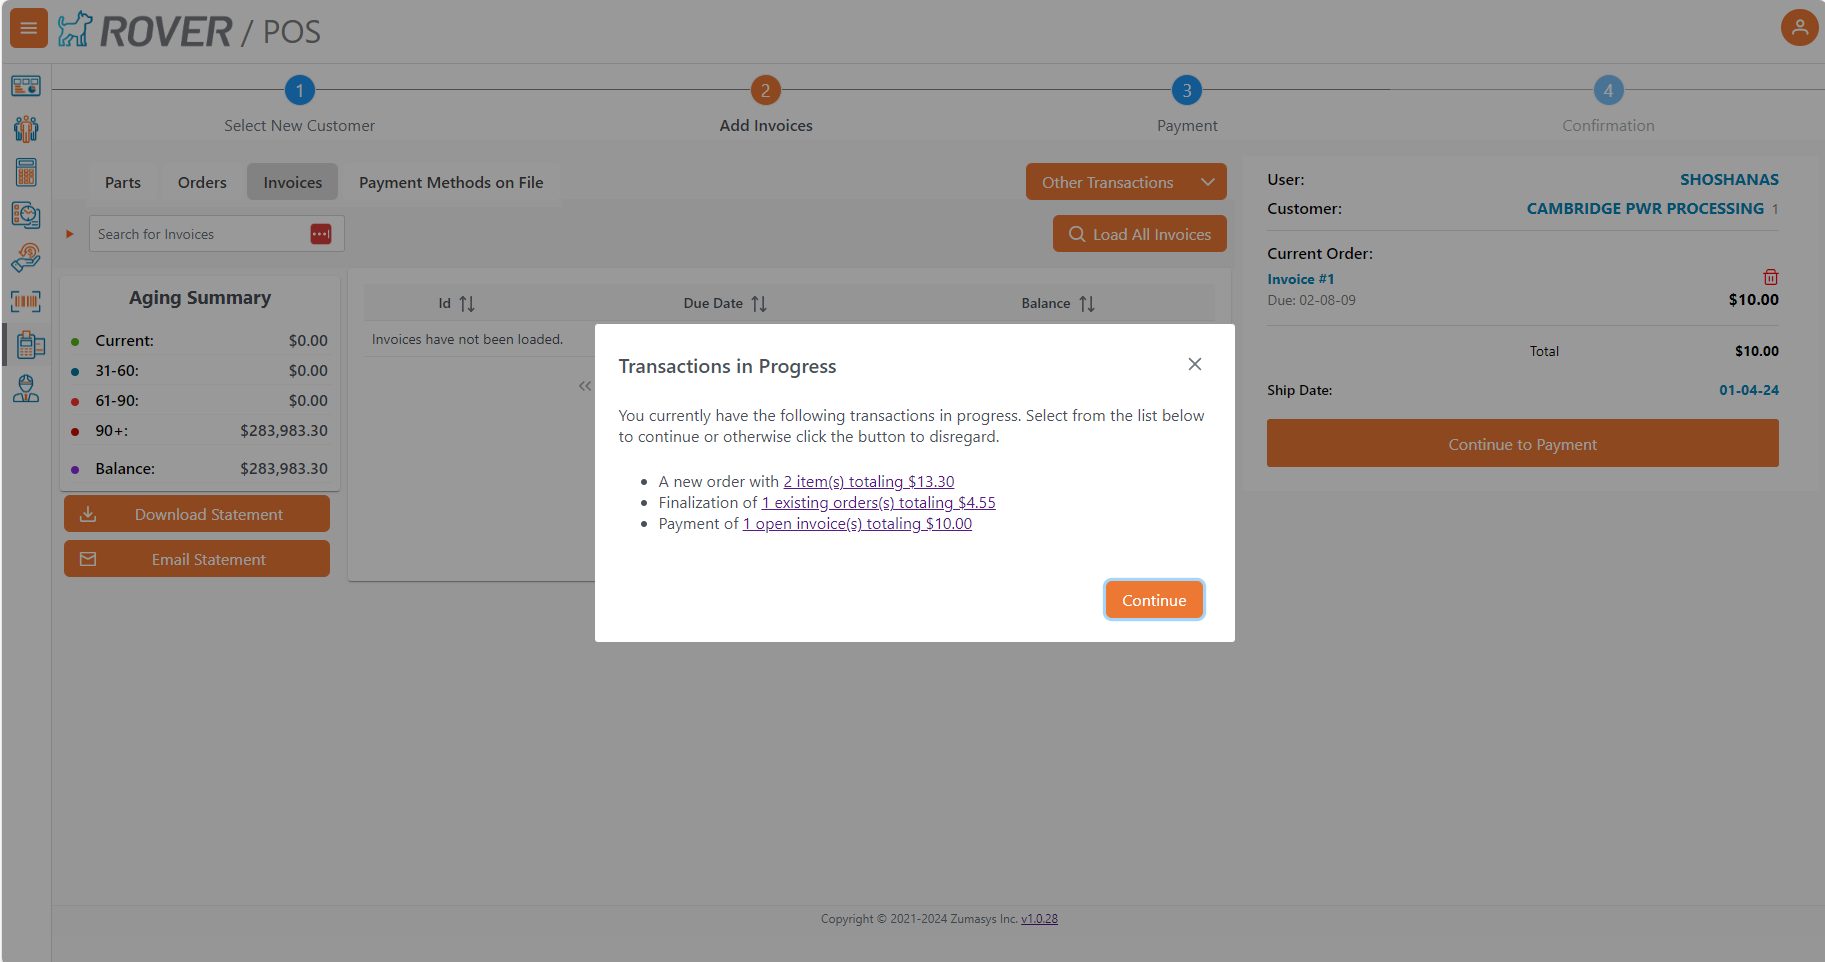 ROVER / POS
1
Select New Customer
2
Add Invoices
3
Payment
4
Confirmation
Parts
Orders
Invoices
Payment Methods on File
Other Transactions
Search for Invoices
Load All Invoices
Aging Summary
Current: $0.00
31-60: $0.00
61-90: $0.00
90+: $283,983.30
Balance: $283,983.30
Download Statement
Email Statement
Id
Due Date
Balance
Invoices have not been loaded.
Transactions in Progress
You currently have the following transactions in progress. Select from the list below
to continue or otherwise click the button to disregard.
• A new order with 2 item(s) totaling $13.30
• Finalization of 1 existing orders(s) totaling $4.55
• Payment of 1 open invoice(s) totaling $10.00
Continue
User: SHOSHANAS
Customer: CAMBRIDGE PWR PROCESSING 1
Current Order:
Invoice #1
Due: 02-08-09 $10.00
Total $10.00
Ship Date: 01-04-24
Continue to Payment
Copyright © 2021-2024 Zumasys Inc. v1.0.28